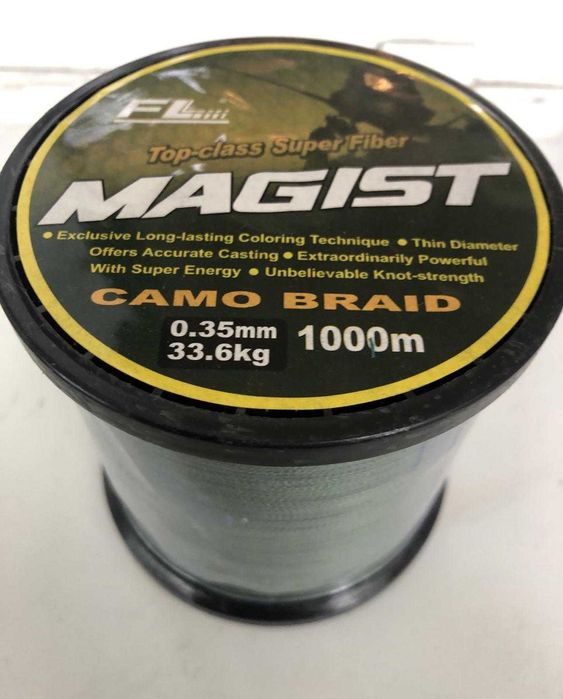 FL
Top-class Super Fiber
MAGIST
• Exclusive Long-lasting Coloring Technique • Thin Diameter
Offers Accurate Casting • Extraordinarily Powerful
With Super Energy • Unbelievable Knot-strength
CAMO BRAID
0.35mm
33.6kg
1000m